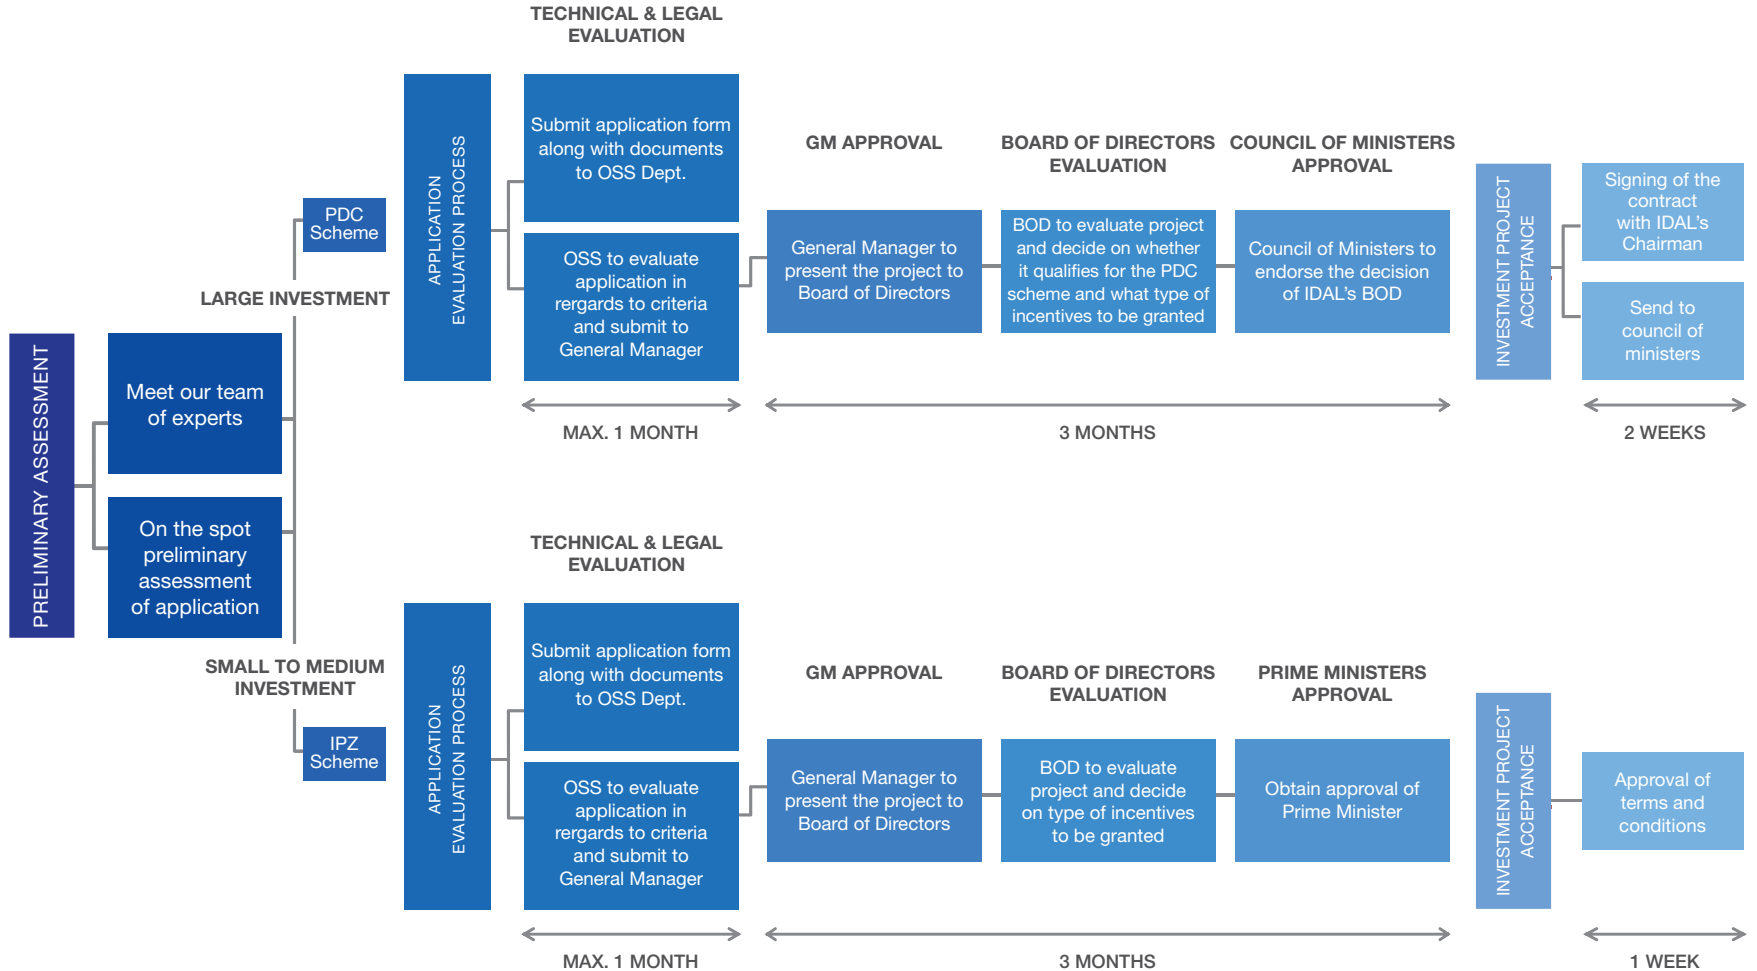 PRELIMINARY ASSESSMENT
Meet our team
of experts
On the spot
preliminary
assessment
of application
LARGE INVESTMENT
PDC
Scheme
APPLICATION
EVALUATION PROCESS
TECHNICAL & LEGAL
EVALUATION
Submit application form
along with documents
to OSS Dept.
OSS to evaluate
application in
rergards to criteria
and submit to
General Manager
MAX. 1 MONTH
GM APPROVAL
General Manager to
present the project to
Board of Directors
BOARD OF DIRECTORS
EVALUATION
BOD to evaluate project
and decide on whether
it qualifies for the PDC
scheme and what type of
incentives to be granted
COUNCIL OF MINISTERS
APPROVAL
Council of Ministers to
endorse the decision
of IDAL's BOD
3 MONTHS
INVESTMENT PROJECT
ACCEPTANCE
Signing of the
contract
with IDAL's
Chairman
Send to
council of
ministers
2 WEEKS
SMALL TO MEDIUM
INVESTMENT
IPZ
Scheme
APPLICATION
EVALUATION PROCESS
TECHNICAL & LEGAL
EVALUATION
Submit application form
along with documents
to OSS Dept.
OSS to evaluate
application in
rergards to criteria
and submit to
General Manager
MAX. 1 MONTH
GM APPROVAL
General Manager to
present the project to
Board of Directors
BOARD OF DIRECTORS
EVALUATION
BOD to evaluate
project and decide
on type of incentives
to be granted
PRIME MINISTERS
APPROVAL
Obtain approval of
Prime Minister
3 MONTHS
INVESTMENT PROJECT
ACCEPTANCE
Approval of
terms and
conditions
1 WEEK